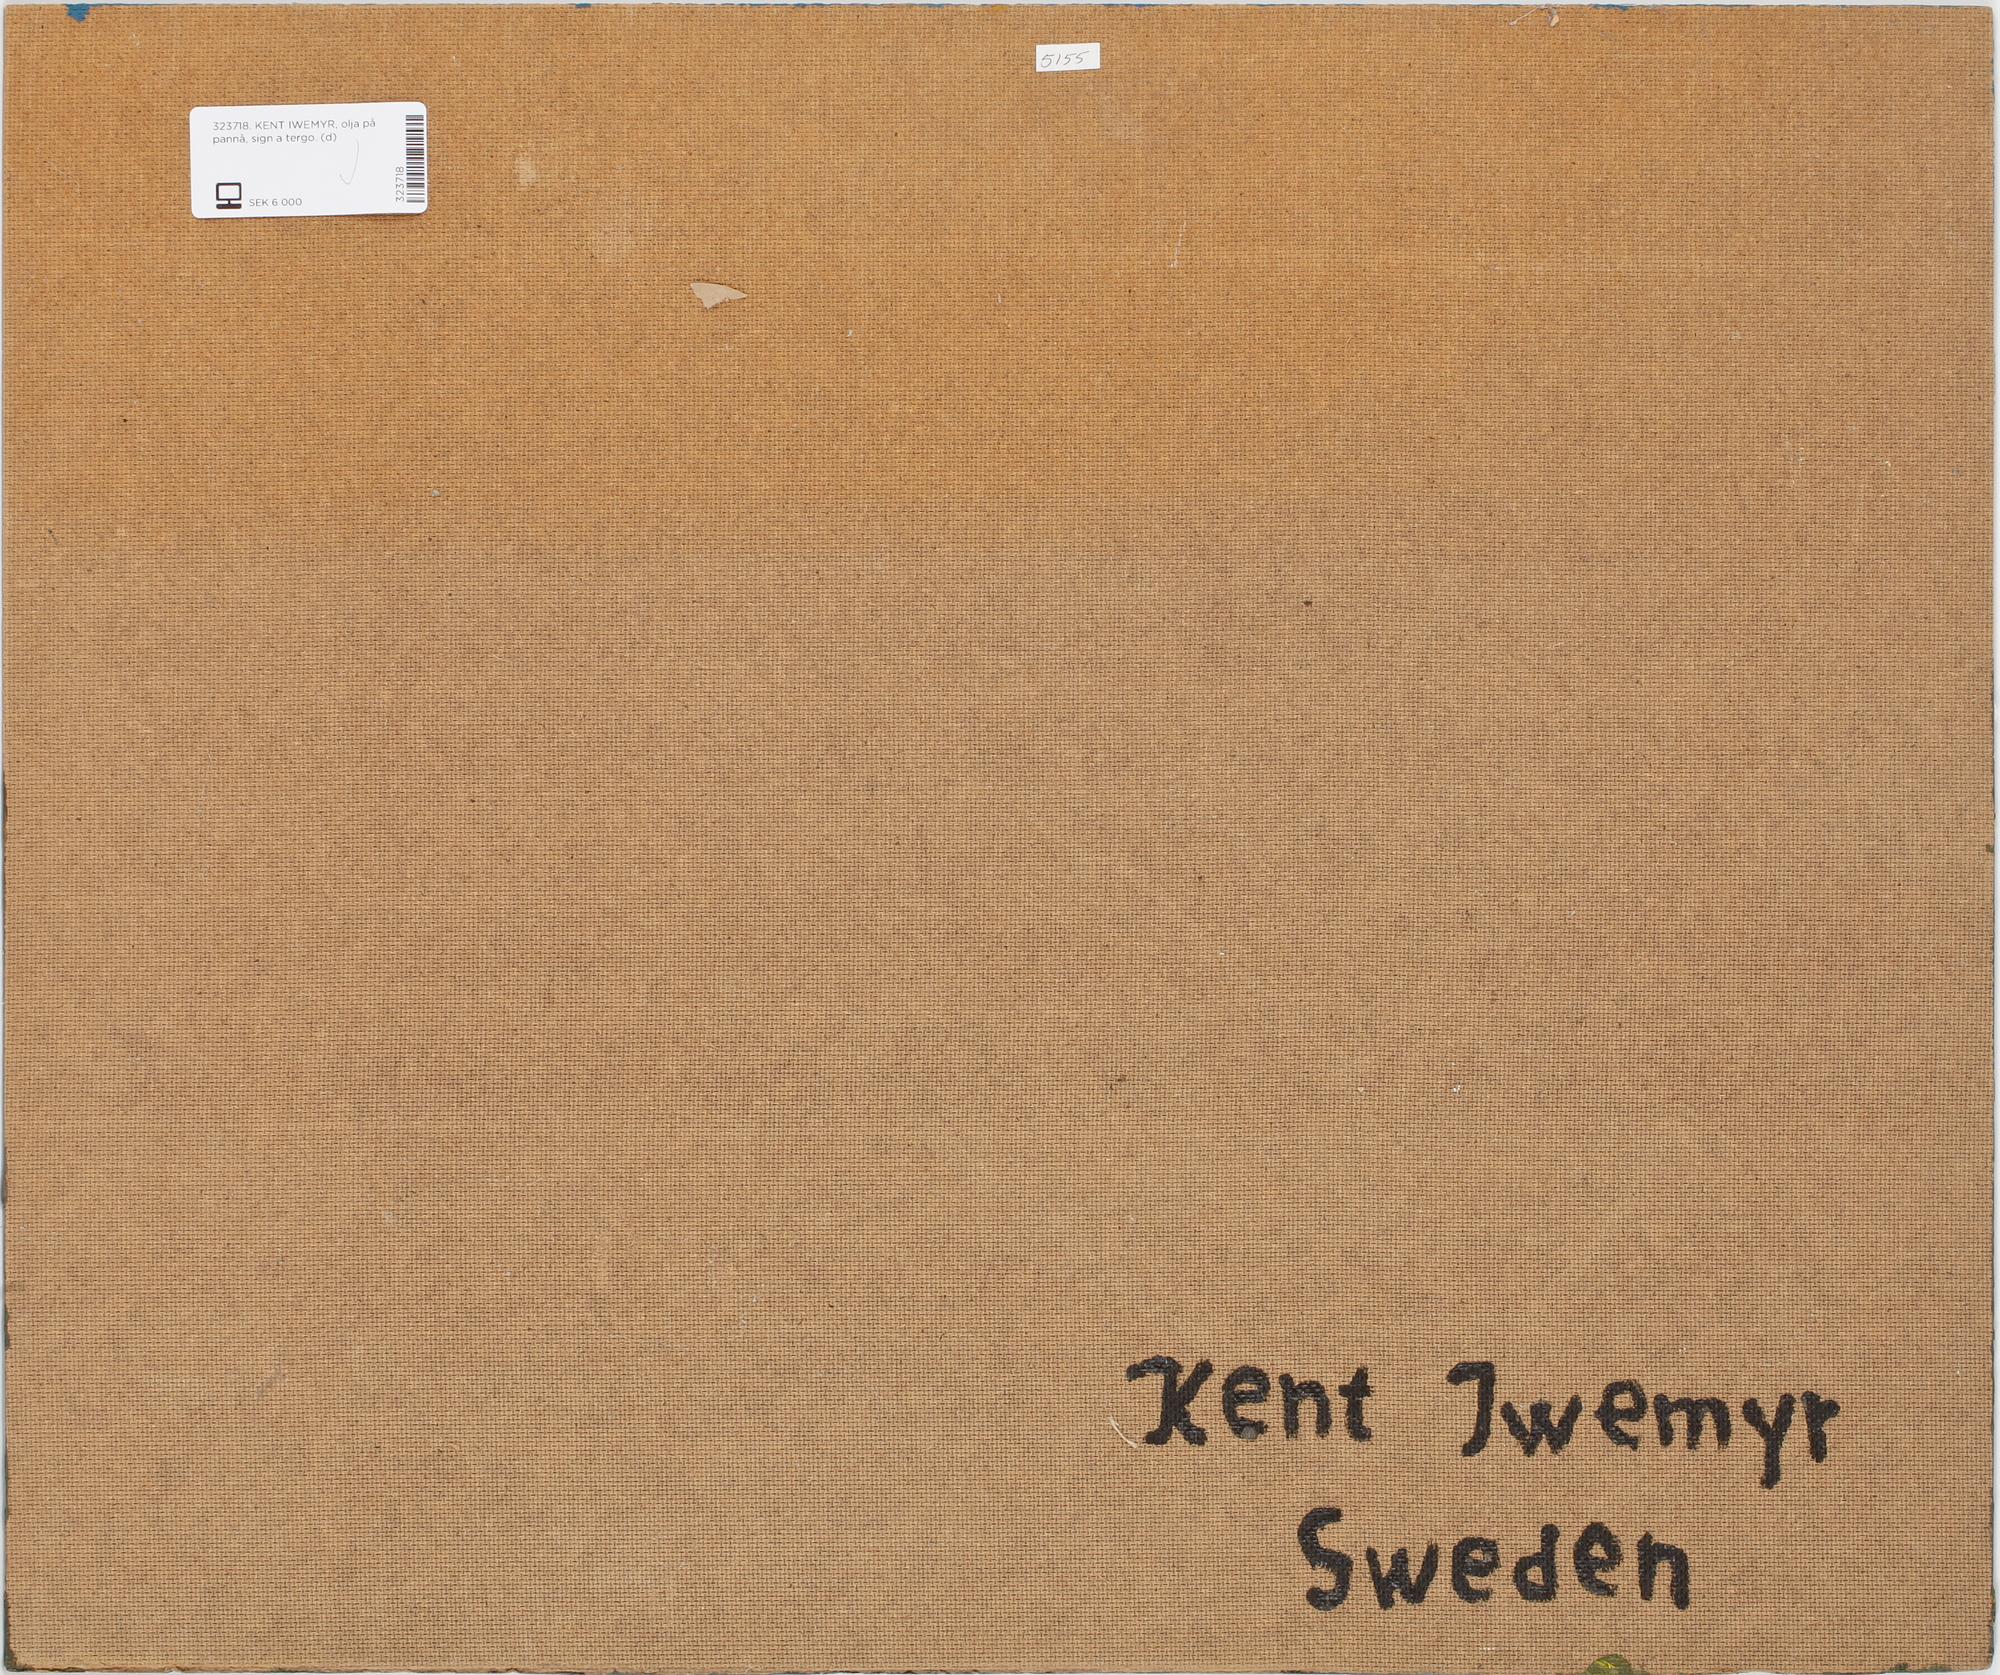 5155
323718. KENT IWEMYR, olja på
pannå, sign a tergo. (d)
SEK 6 000
323718
Kent Iwemyr
Sweden